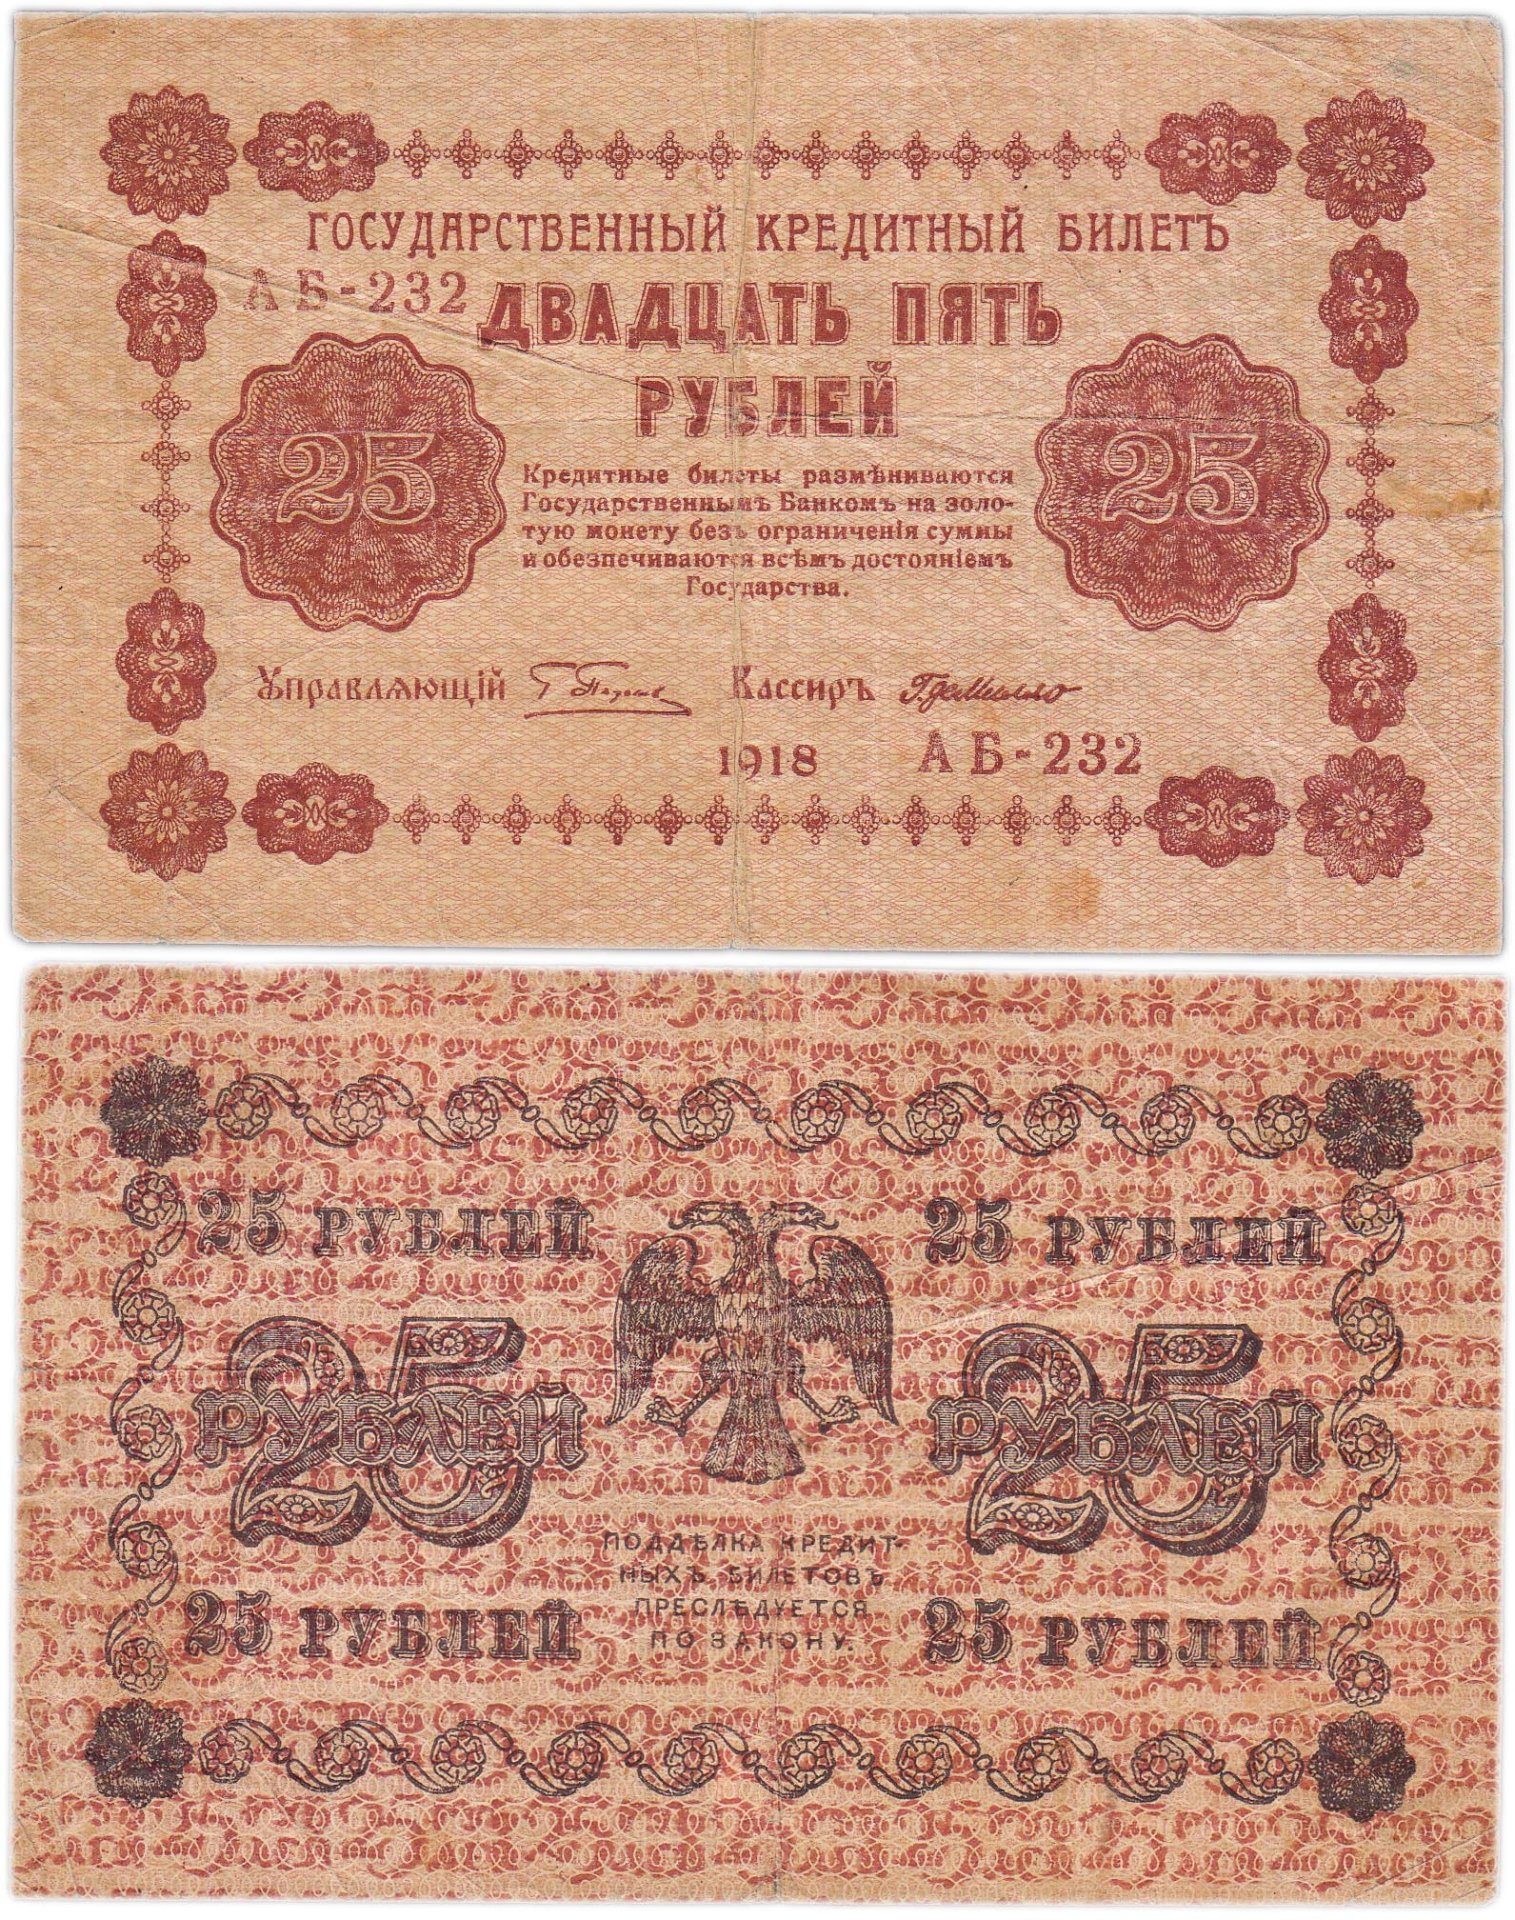 ГОСУДАРСТВЕННЫЙ КРЕДИТНЫЙ БИЛЕТЪ
АБ-232
ДВАДЦАТЬ ПЯТЬ
РУБЛЕЙ
25
25
Кредитные билеты размѣниваются
Государственнымъ Банкомъ на золо-
тую монету безъ ограниченія суммы
и обезпечиваются всѣмъ достояніемъ
Государства.
Управляющій
Кассиръ
1918
АБ-232
25 РУБЛЕЙ
25 РУБЛЕЙ
25 РУБЛЕЙ
25 РУБЛЕЙ
ПОДДѢЛКА КРЕДИТ-
НЫХЪ БИЛЕТОВЪ
ПРЕСЛѢДУЕТСЯ
ПО ЗАКОНУ.
25 РУБЛЕЙ
25 РУБЛЕЙ